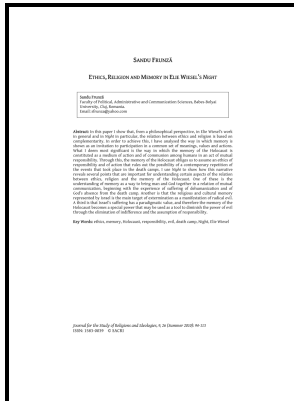 SANDU FRUNZĂ
ETHICS, RELIGION AND MEMORY IN ELIE WIESEL'S NIGHT
Sandu Frunză
Faculty of Political, Administrative and Communication Sciences, Babes-Bolyai
University, Cluj, Romania.
Email:
Abstract: In this paper I show that, from a philosophical perspective, in Elie Wiesel's work
in general and in Night in particular, the relation between ethics and religion is based on
complementarity. In order to achieve this, I have analysed the way in which memory is
shown as an invitation to participation in a common set of meanings, values and actions.
What I deem most significant is the way in which the memory of the Holocaust is
constituted as a medium of action and of communion among humans in an act of mutual
responsibility. Through this, the memory of the Holocaust obliges us to assume an ethics of
responsibility and of action that rules out the possibility of a contemporary repetition of
the events that took place in the death camp. I use Night to show how this narrative
reveals several points that are important for understanding certain aspects of the relation
between ethics, religion and the memory of the Holocaust. One of these is the
understanding of memory as a way to bring man and God together in a relation of mutual
communication, beginning with the experience of dehumanization and of
God's absence from the death camp. Another is that the religious and cultural memory
represented by Israel is the main target of extermination as a manifestation of radical evil.
A third is that Israel's suffering has a paradigmatic value, and therefore the memory of the
Holocaust becomes a special power that may be used as a tool to diminish the power of evil
through the elimination of indifference and the assumption of responsibility.
Key Words: ethics, memory, Holocaust, responsibility, evil, death camp, Night, Elie Wiesel
Journal for the Study of Religions and Ideologies, 9, 26 (Summer 2010): 94-113
ISSN: 1583-0039 © SACRI